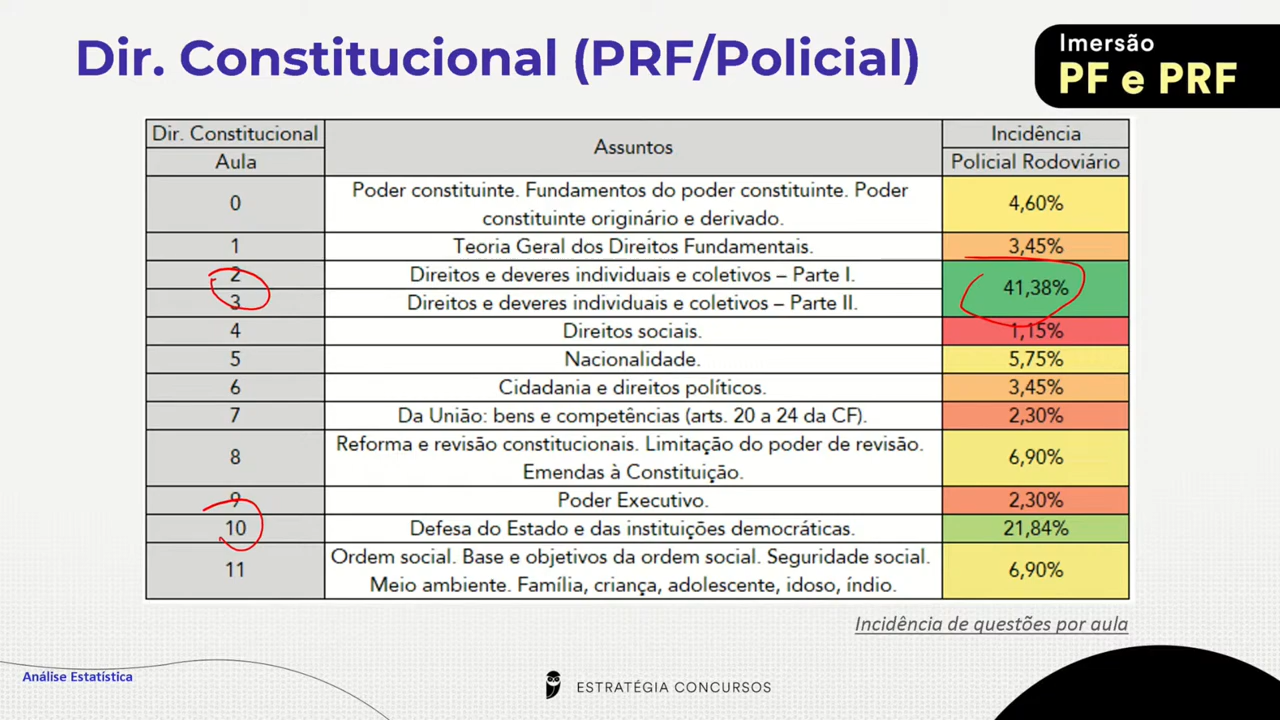 Dir. Constitucional (PRF/Policial)
Imersão
PF e PRF
Dir. Constitucional
Aula
Assuntos
Incidência
Policial Rodoviário
0
Poder constituinte. Fundamentos do poder constituinte. Poder
constituinte originário e derivado.
4,60%
1
Teoria Geral dos Direitos Fundamentais.
3,45%
2
Direitos e deveres individuais e coletivos – Parte I.
41,38%
3
Direitos e deveres individuais e coletivos – Parte II.
4
Direitos sociais.
1,15%
5
Nacionalidade.
5,75%
6
Cidadania e direitos políticos.
3,45%
7
Da União: bens e competências (arts. 20 a 24 da CF).
2,30%
8
Reforma e revisão constitucionais. Limitação do poder de revisão.
Emendas à Constituição.
6,90%
9
Poder Executivo.
2,30%
10
Defesa do Estado e das instituições democráticas.
21,84%
11
Ordem social. Base e objetivos da ordem social. Seguridade social.
Meio ambiente. Família, criança, adolescente, idoso, índio.
6,90%
Incidência de questões por aula
Análise Estatística
ESTRATÉGIA CONCURSOS